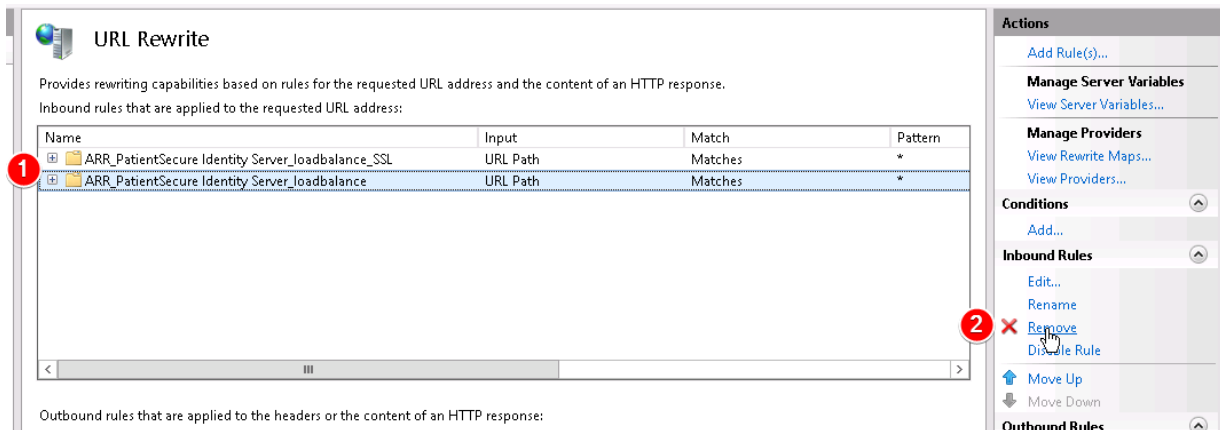 URL Rewrite
Provides rewriting capabilities based on rules for the requested URL address and the content of an HTTP response.
Inbound rules that are applied to the requested URL address:
Name Input Match Pattern
ARR_PatientSecure Identity Server_loadbalance_SSL URL Path Matches *
1
ARR_PatientSecure Identity Server_loadbalance URL Path Matches *
Outbound rules that are applied to the headers or the content of an HTTP response:
Actions
Add Rule(s)...
Manage Server Variables
View Server Variables...
Manage Providers
View Rewrite Maps...
View Providers...
Conditions
Add...
Inbound Rules
Edit...
Rename
2 Remove
Disable Rule
Move Up
Move Down
Outbound Rules